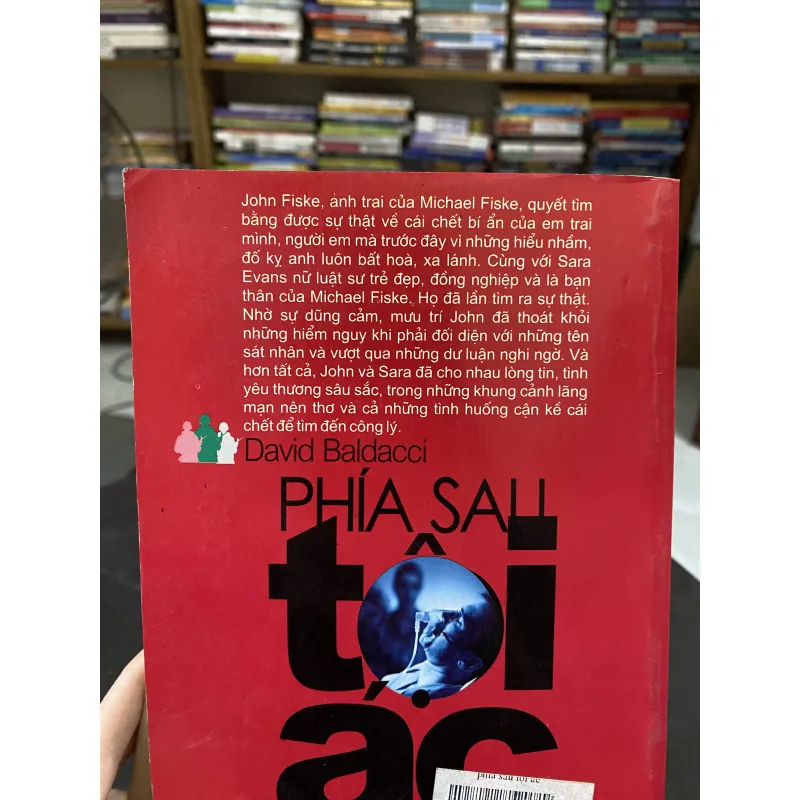 John Fiske, anh trai của Michael Fiske, quyết tìm
bằng được sự thật về cái chết bí ẩn của em trai
mình, người em mà trước đây vì những hiểu nhầm,
đố kỵ anh luôn bất hoà, xa lánh. Cùng với Sara
Evans nữ luật sư trẻ đẹp, đồng nghiệp và là bạn
thân của Michael Fiske. Họ đã lần tìm ra sự thật.
Nhờ sự dũng cảm, mưu trí John đã thoát khỏi
những hiểm nguy khi phải đối diện với những tên
sát nhân và vượt qua những dư luận nghi ngờ. Và
hơn tất cả, John và Sara đã cho nhau lòng tin, tình
yêu thương sâu sắc, trong những khung cảnh lãng
mạn nên thơ và cả những tình huống cận kề cái
chết để tìm đến công lý.
David Baldacci
PHÍA SAU
tội
ác
phía sau tội ác